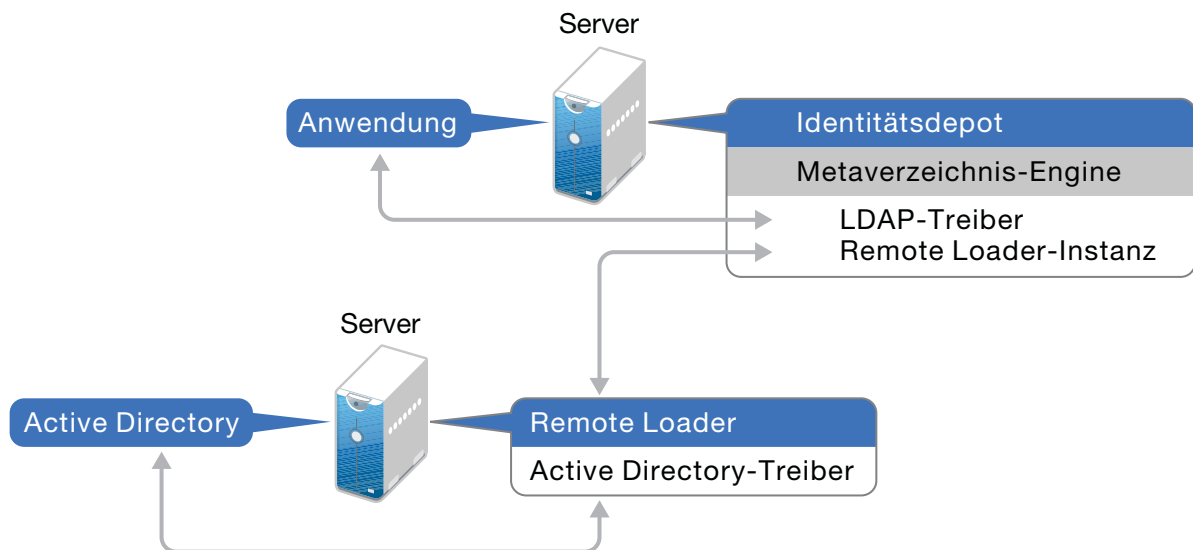 Server
Anwendung
Identitätsdepot
Metaverzeichnis-Engine
LDAP-Treiber
Remote Loader-Instanz
Server
Active Directory
Remote Loader
Active Directory-Treiber